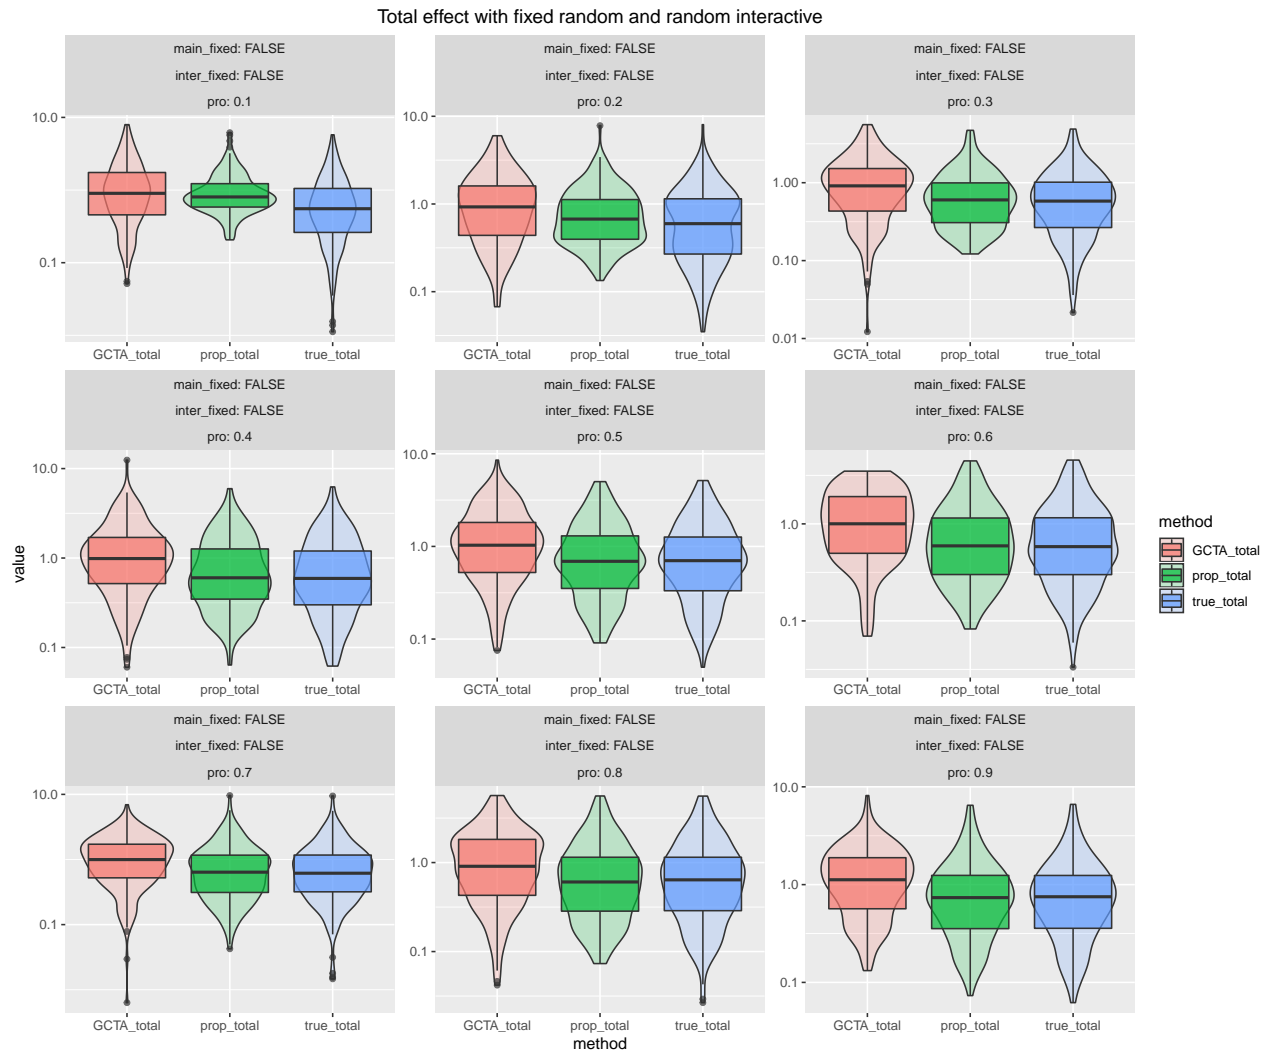 Total effect with fixed random and random interactive
main_fixed: FALSE
inter_fixed: FALSE
pro: 0.1
main_fixed: FALSE
inter_fixed: FALSE
pro: 0.2
main_fixed: FALSE
inter_fixed: FALSE
pro: 0.3
10.0
0.1
10.0
1.0
0.1
1.00
0.10
0.01
GCTA_total prop_total true_total
GCTA_total prop_total true_total
GCTA_total prop_total true_total
main_fixed: FALSE
inter_fixed: FALSE
pro: 0.4
main_fixed: FALSE
inter_fixed: FALSE
pro: 0.5
main_fixed: FALSE
inter_fixed: FALSE
pro: 0.6
10.0
1.0
0.1
10.0
1.0
0.1
1.0
0.1
GCTA_total prop_total true_total
GCTA_total prop_total true_total
GCTA_total prop_total true_total
main_fixed: FALSE
inter_fixed: FALSE
pro: 0.7
main_fixed: FALSE
inter_fixed: FALSE
pro: 0.8
main_fixed: FALSE
inter_fixed: FALSE
pro: 0.9
10.0
0.1
1.0
0.1
10.0
1.0
0.1
GCTA_total prop_total true_total
GCTA_total prop_total true_total
GCTA_total prop_total true_total
value
method
method
GCTA_total
prop_total
true_total